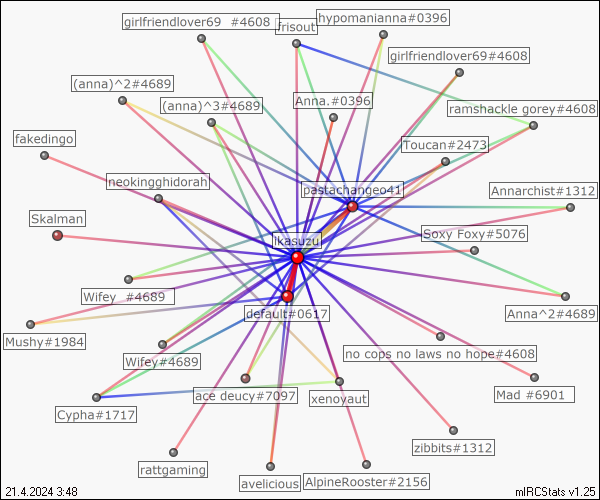 girlfriendlover69 #4608
hypomanianna#0396
frisout
girlfriendlover69#4608
(anna)^2#4689
(anna)^3#4689
Anna.#0396
ramshackle gorey#4608
fakedingo
Toucan#2473
neokingghidorah
pastachangeo41
Annarchist#1312
Skalman
ikasuzu
Soxy Foxy#5076
Wifey #4689
default#0617
Anna^2#4689
Mushy#1984
Wifey#4689
no cops no laws no hope#4608
Cypha#1717
ace deucy#7097
xenoyaut
Mad #6901
zibbits#1312
rattgaming
avelicious
AlpineRooster#2156
21.4.2024 3:48
mIRCStats v1.25